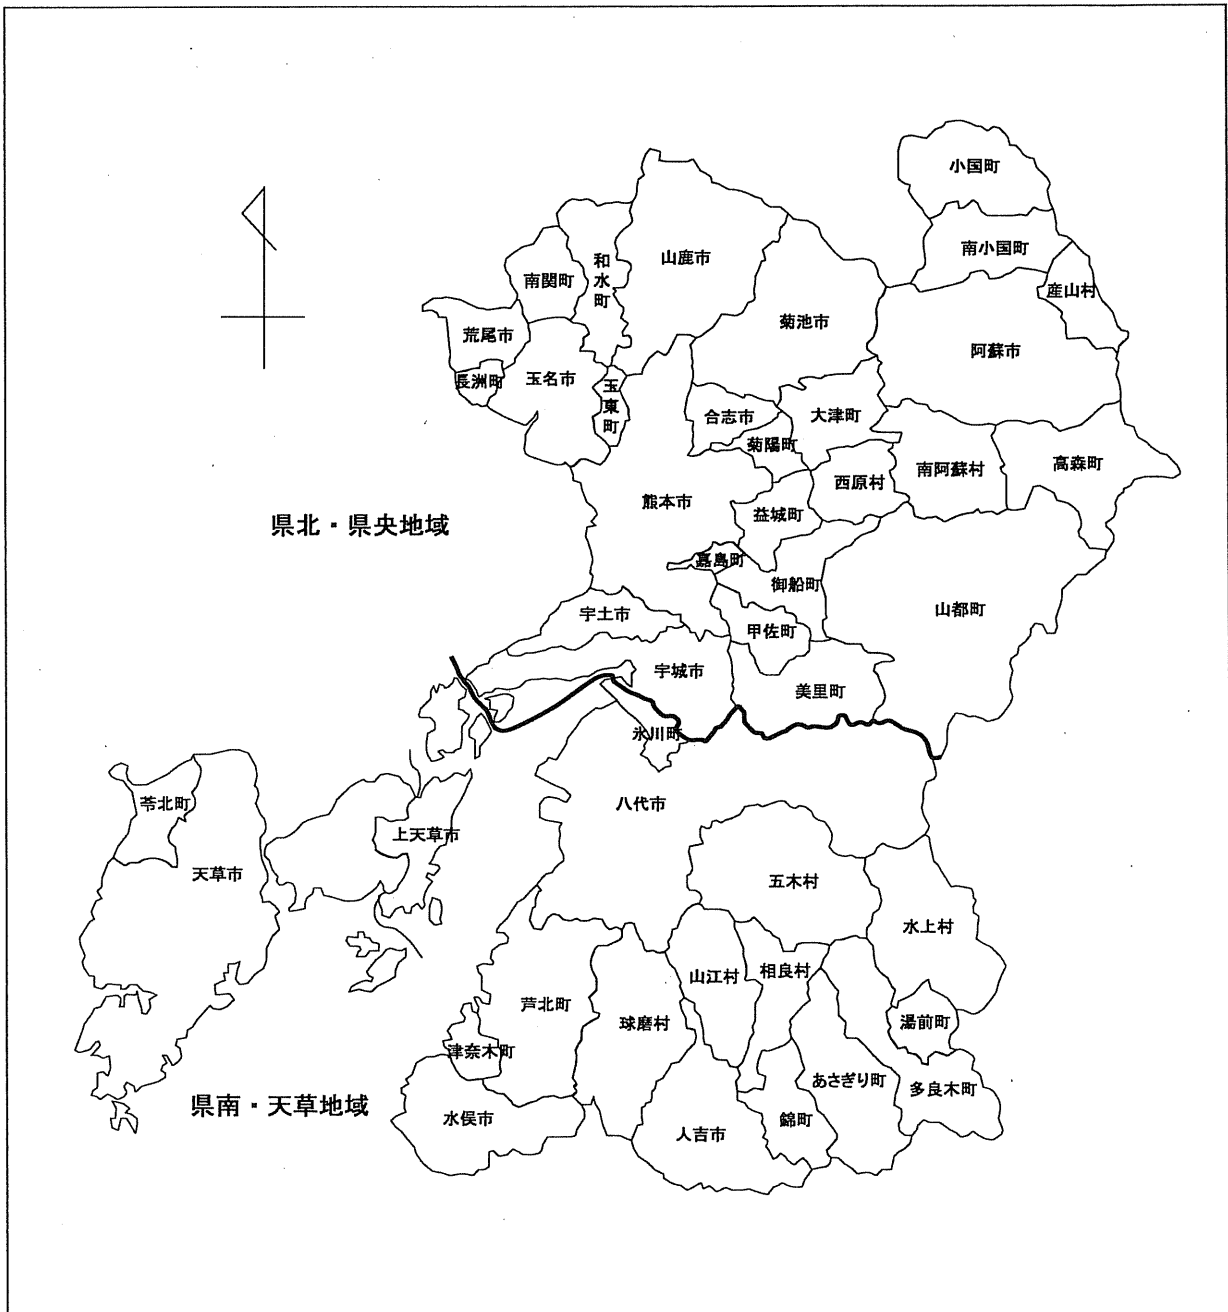 小国町
南小国町
産山村
山鹿市
和水町
南関町
菊池市
荒尾市
阿蘇市
長洲町
玉名市
玉東町
合志市
大津町
菊陽町
高森町
南阿蘇村
西原村
熊本市
益城町
県北・県央地域
嘉島町
御船町
山都町
宇土市
甲佐町
宇城市
美里町
氷川町
八代市
苓北町
上天草市
天草市
五木村
水上村
相良村
山江村
芦北町
球磨村
湯前町
津奈木町
あさぎり町
多良木町
県南・天草地域
水俣市
錦町
人吉市